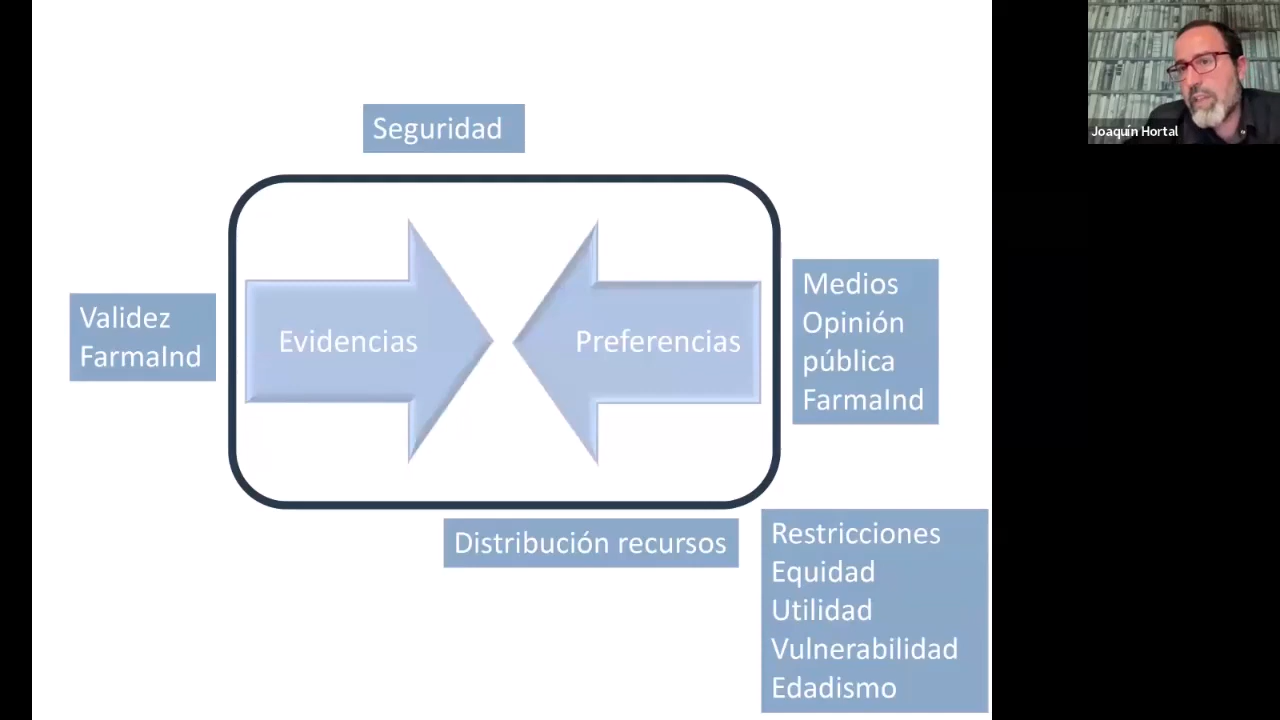 Seguridad
Validez
FarmaInd
Evidencias
Preferencias
Medios
Opinión
pública
FarmaInd
Distribución recursos
Restricciones
Equidad
Utilidad
Vulnerabilidad
Edadismo
Joaquín Hortal